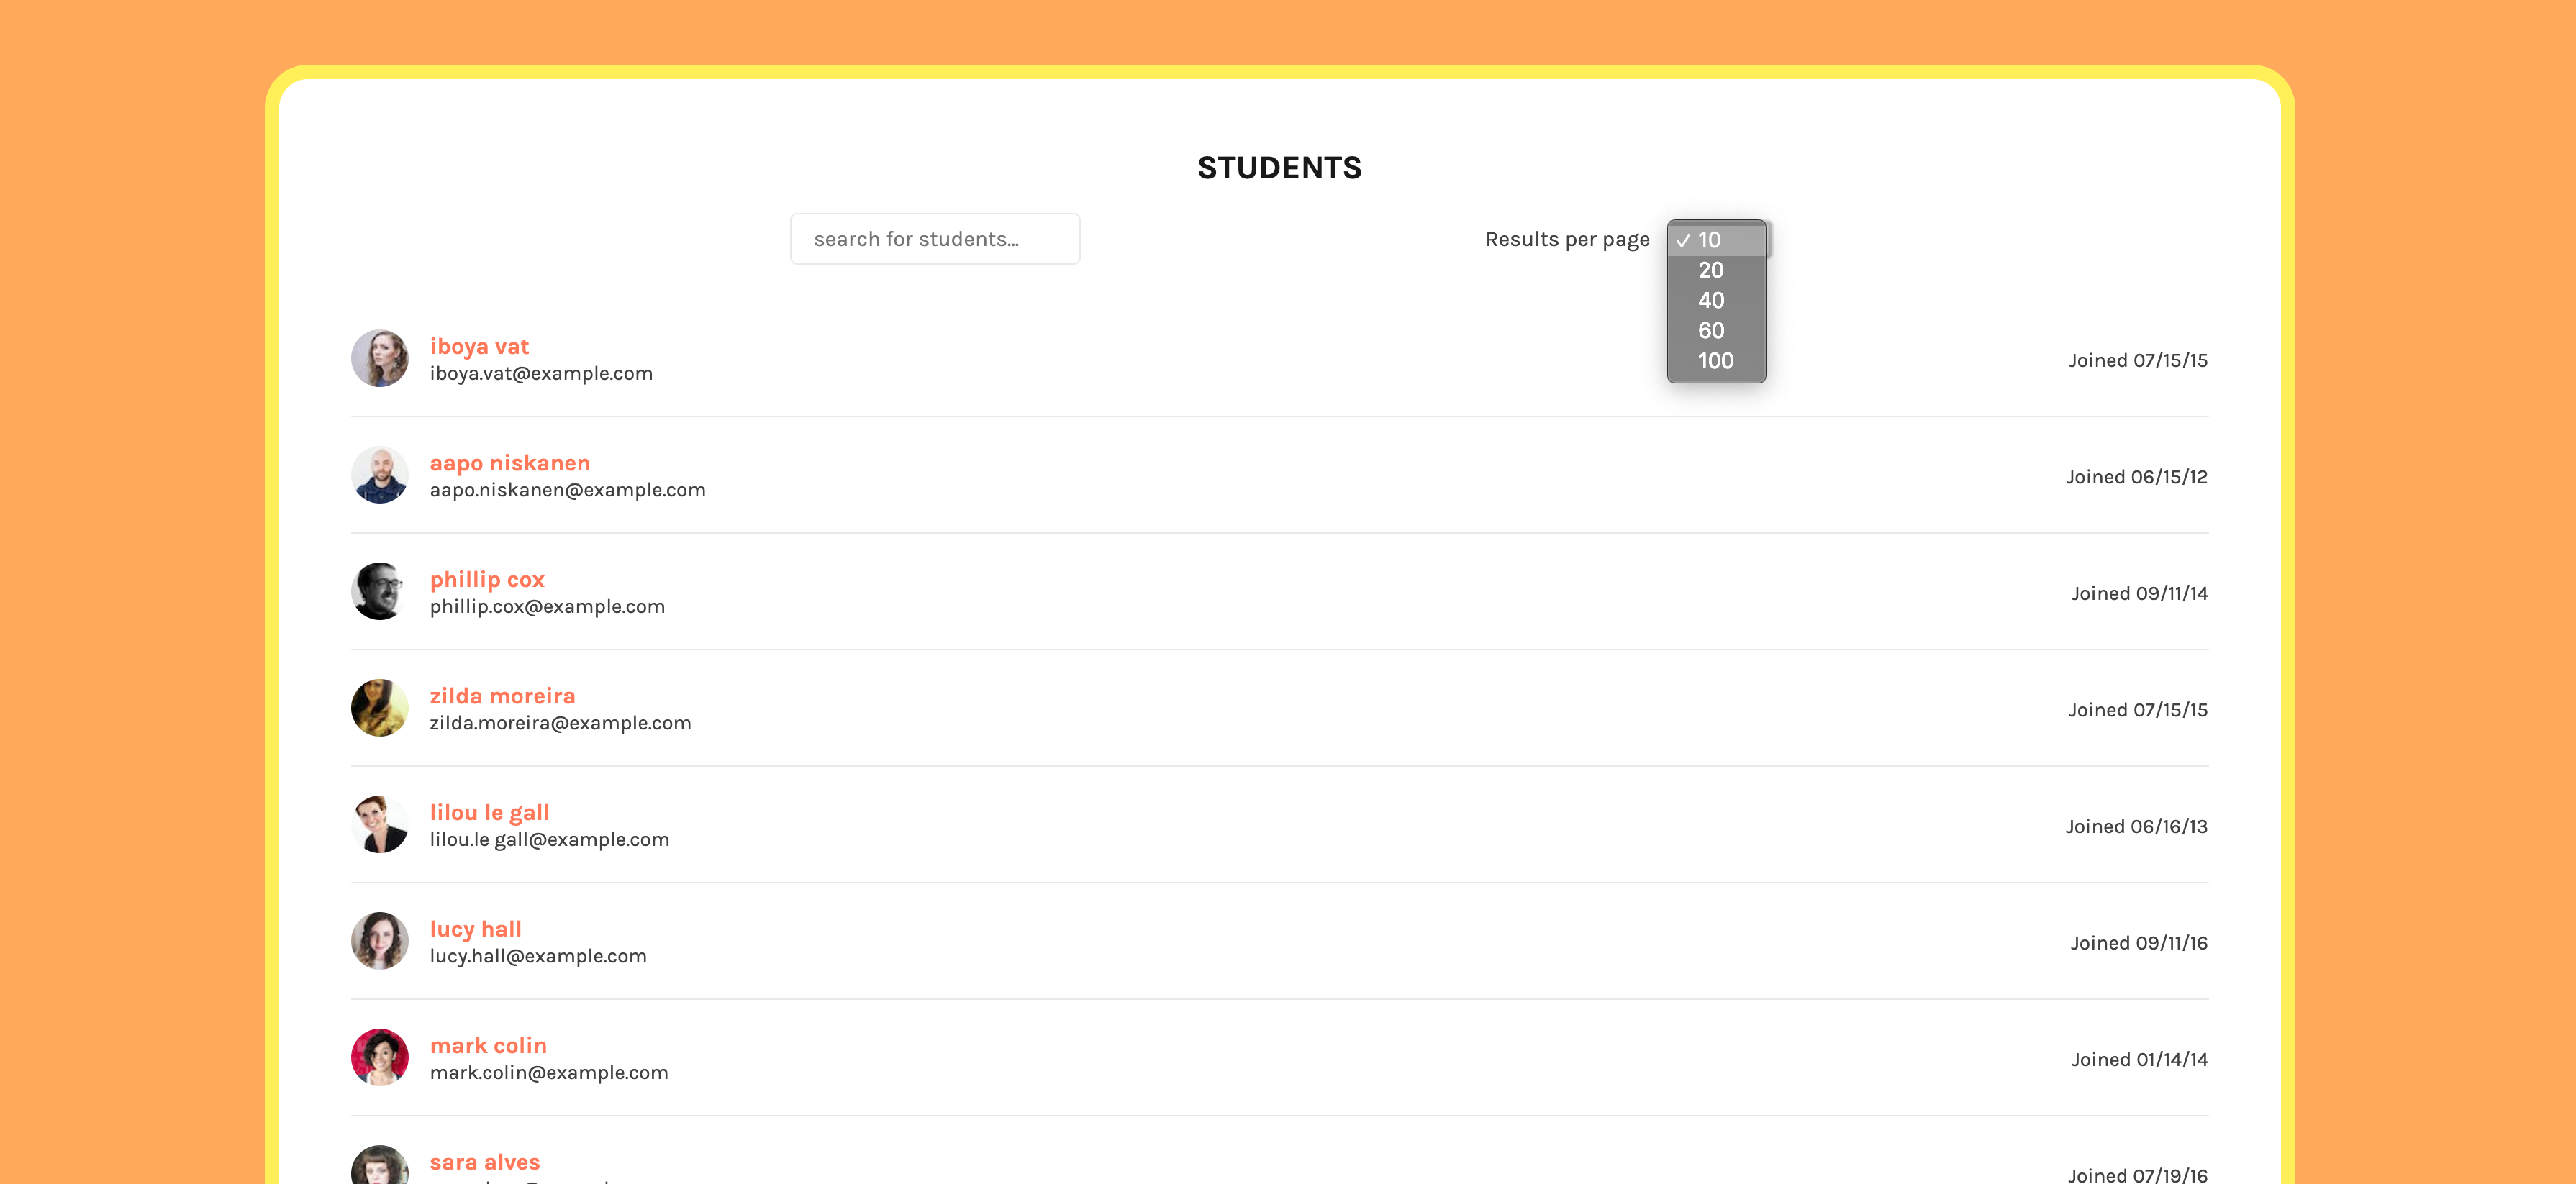 STUDENTS
search for students...
Results per page
✓ 10
20
40
60
100
iboya vat
iboya.vat@example.com
Joined 07/15/15
aapo niskanen
aapo.niskanen@example.com
Joined 06/15/12
phillip cox
phillip.cox@example.com
Joined 09/11/14
zilda moreira
zilda.moreira@example.com
Joined 07/15/15
lilou le gall
lilou.le gall@example.com
Joined 06/16/13
lucy hall
lucy.hall@example.com
Joined 09/11/16
mark colin
mark.colin@example.com
Joined 01/14/14
sara alves
Joined 07/19/16